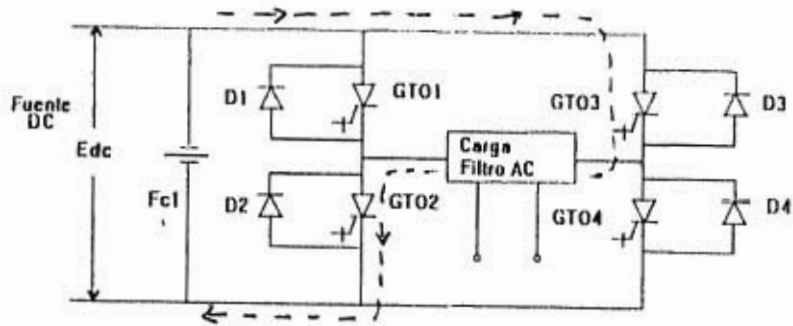 Fuente
DC
Edc
Fc1
D1
GTO1
D2
GTO2
Carga
Filtro AC
GTO3
D3
GTO4
D4